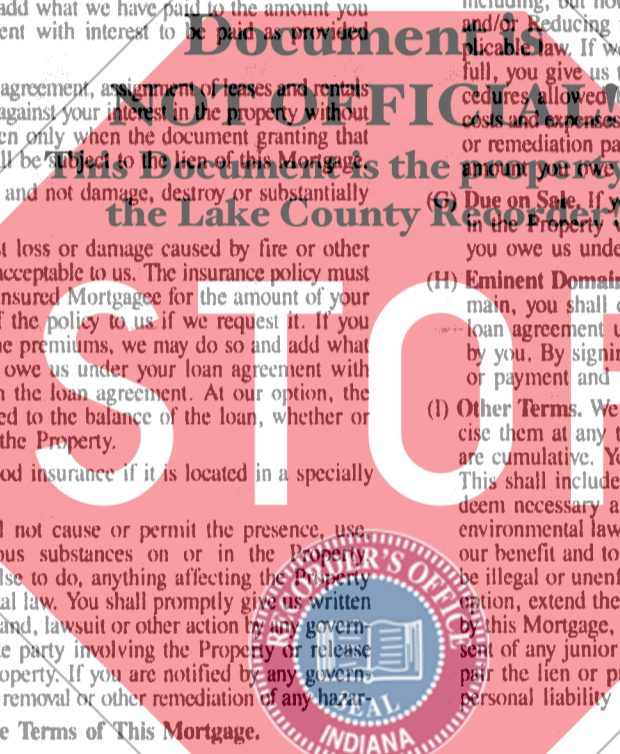 add what we have paid to the amount you
ent with interest to be paid as provided
agreement, assignment of leases and rentals
against your interest in the property without
en only when the document granting that
ll be subject to the lien of this Mortgage.
and not damage, destroy or substantially
t loss or damage caused by fire or other
acceptable to us. The insurance policy must
nsured Mortgagee for the amount of your
f the policy to us if we request it. If you
e premiums, we may do so and add what
owe us under your loan agreement with
n the loan agreement. At our option, the
ed to the balance of the loan, whether or
the Property.
od insurance if it is located in a specially
l not cause or permit the presence, use,
ous substances on or in the Property
lse to do, anything affecting the Property
al law. You shall promptly give us written
and, lawsuit or other action by any govern-
e party involving the Property or release
operty. If you are notified by any govern-
removal or other remediation of any hazar-
e Terms of This Mortgage.
including, but not
and/or Reducing
plicable law. If we
full, you give us t
cedures allowed
costs and expenses
or remediation pa
amount you owe
(G) Due on Sale. If y
in the Property
you owe us unde
(H) Eminent Domain
main, you shall
loan agreement u
by you. By signin
or payment and
(I) Other Terms. We
cise them at any t
are cumulative. Yo
This shall include
deem necessary a
environmental law
our benefit and to
be illegal or unenf
option, extend the
by this Mortgage,
sent of any junior
pair the lien or p
personal liability
Document is
NOT OFFICIAL!
This Document is the property
the Lake County Recorder!
STOP
RECORDER'S OFFICE
SEAL
INDIANA